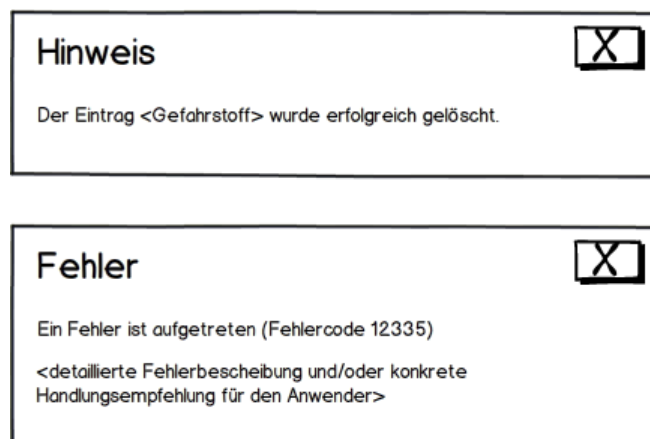 Hinweis
X
Der Eintrag <Gefahrstoff> wurde erfolgreich gelöscht.
Fehler
X
Ein Fehler ist aufgetreten (Fehlercode 12335)
<detaillierte Fehlerbescheibung und/oder konkrete
Handlungsempfehlung für den Anwender>